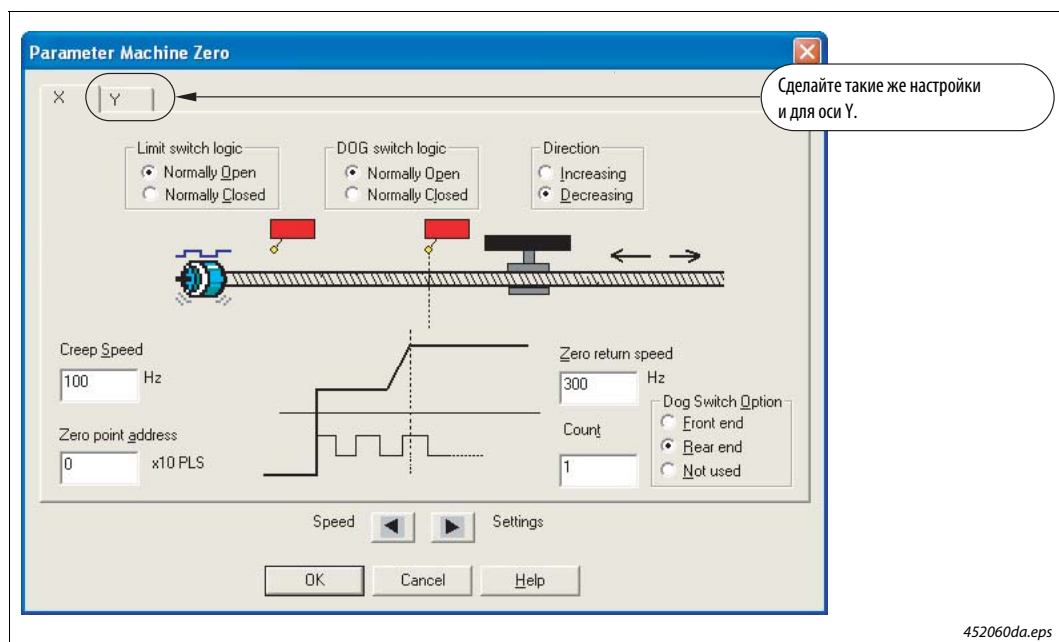 Parameter Machine Zero
X
Y
Сделайте такие же настройки
и для оси Y.
Limit switch logic
Normally Open
Normally Closed
DOG switch logic
Normally Open
Normally Closed
Direction
Increasing
Decreasing
Creep Speed
100 Hz
Zero point address
0 x10 PLS
Zero return speed
300 Hz
Count
1
Dog Switch Option
Front end
Rear end
Not used
Speed
Settings
OK
Cancel
Help
452060da.eps